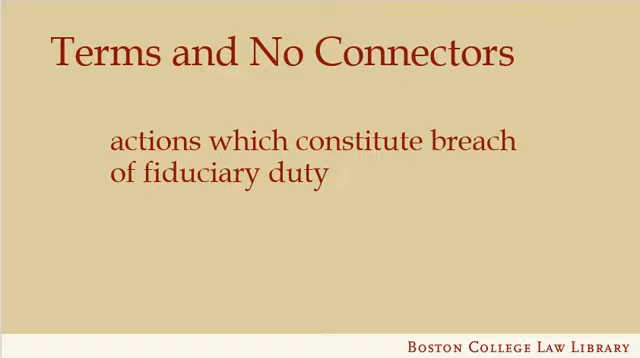 Terms and No Connectors
actions which constitute breach
of fiduciary duty
Boston College Law Library